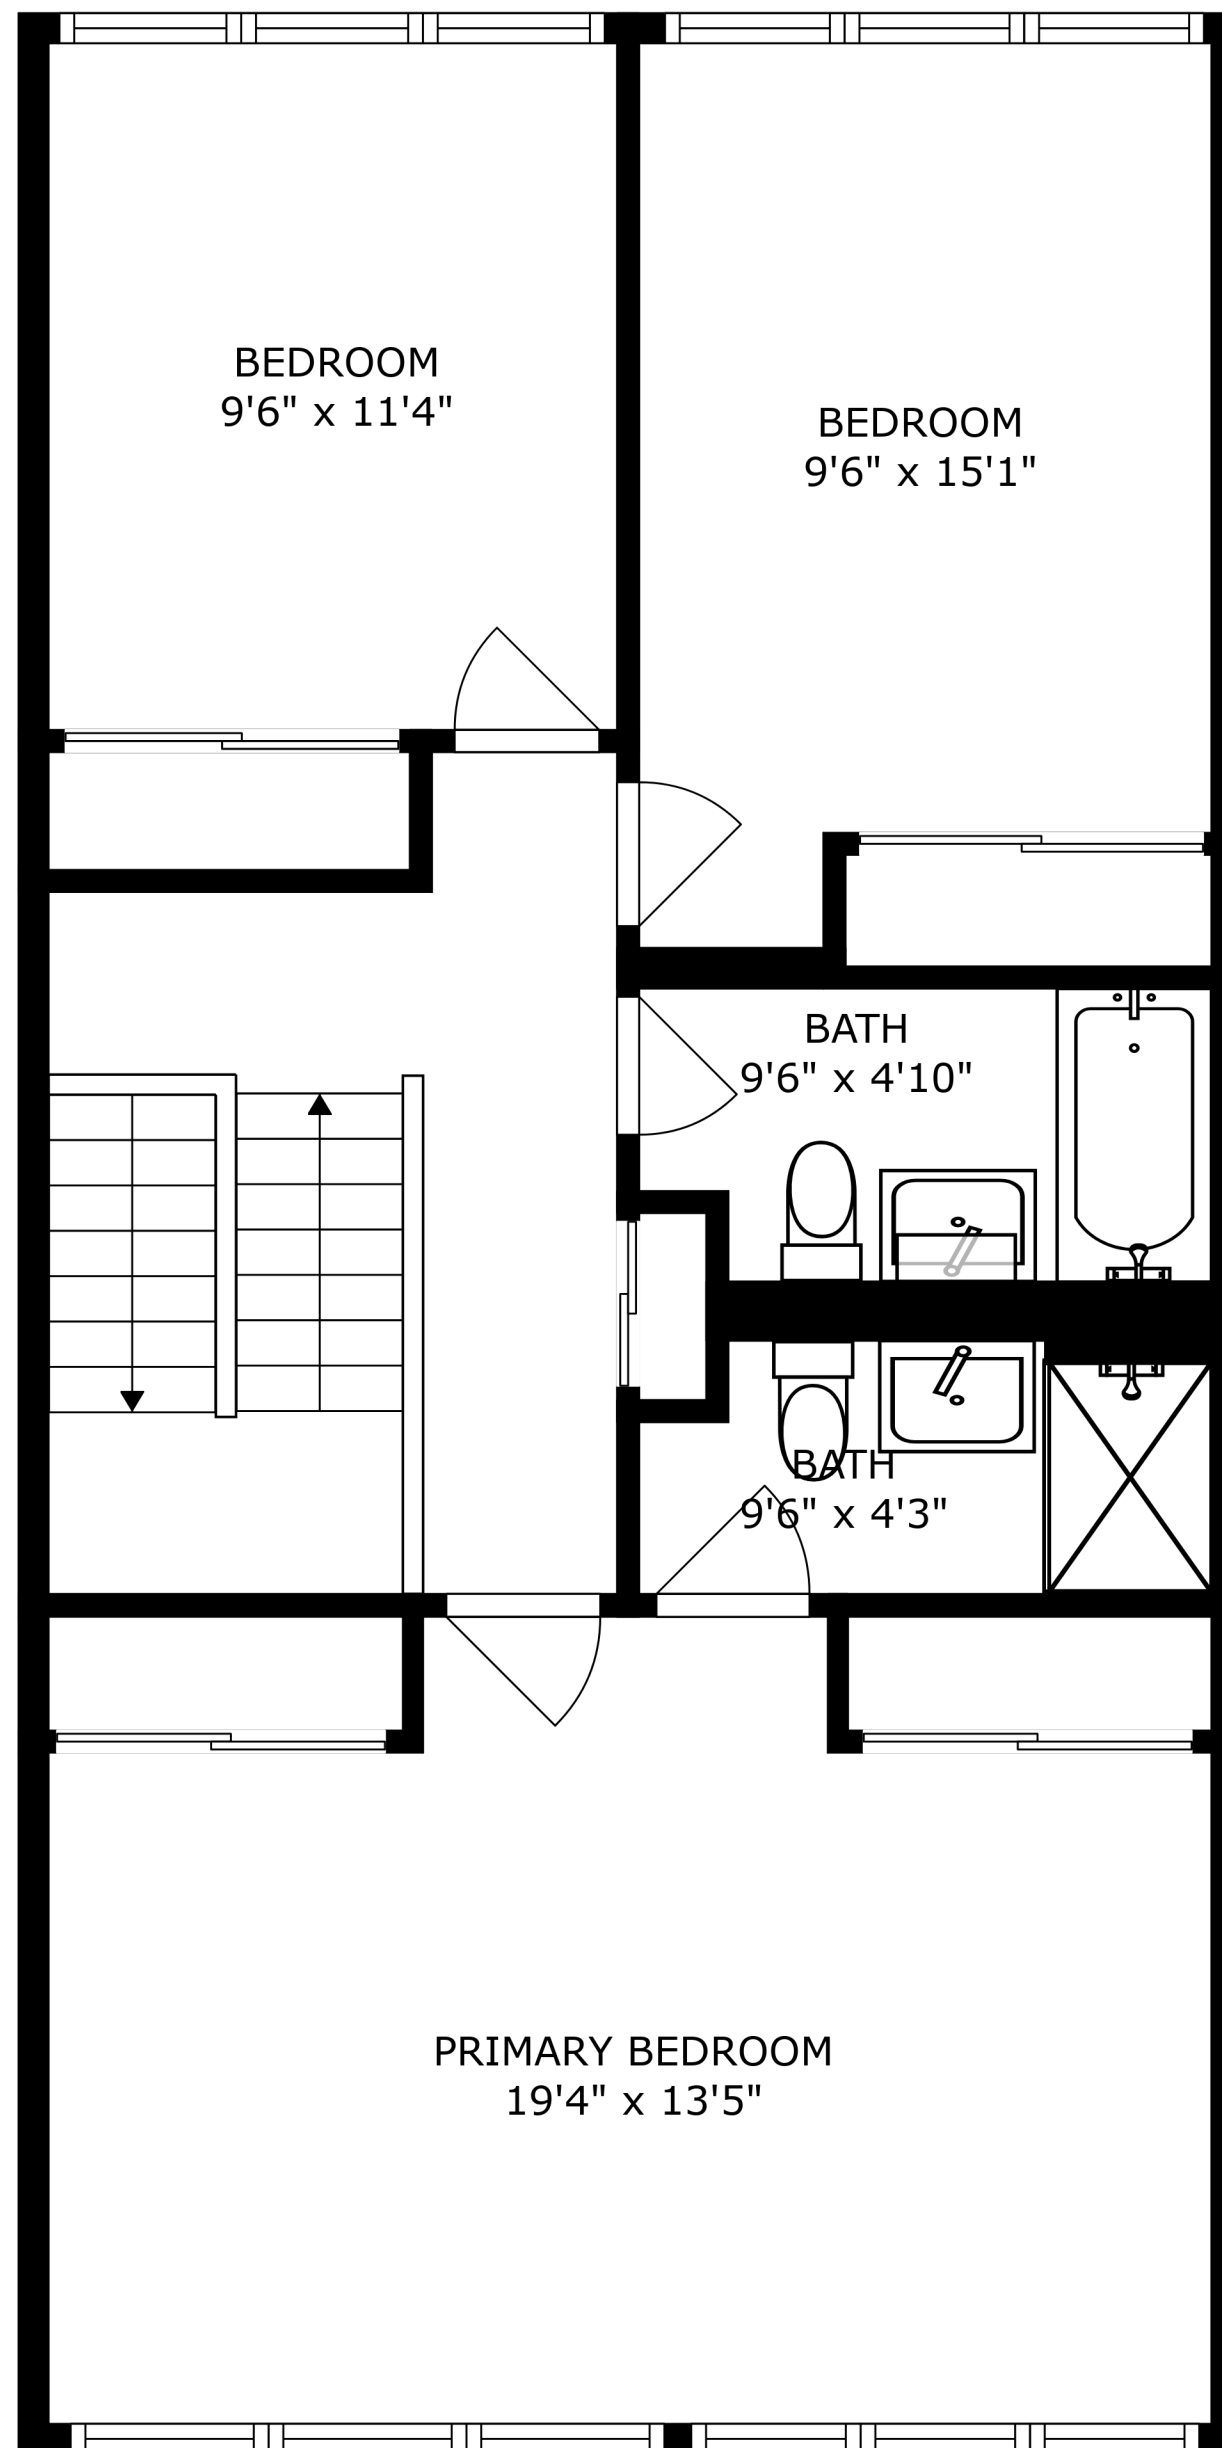 BEDROOM
9'6" x 11'4"
BEDROOM
9'6" x 15'1"
BATH
9'6" x 4'10"
BATH
9'6" x 4'3"
PRIMARY BEDROOM
19'4" x 13'5"